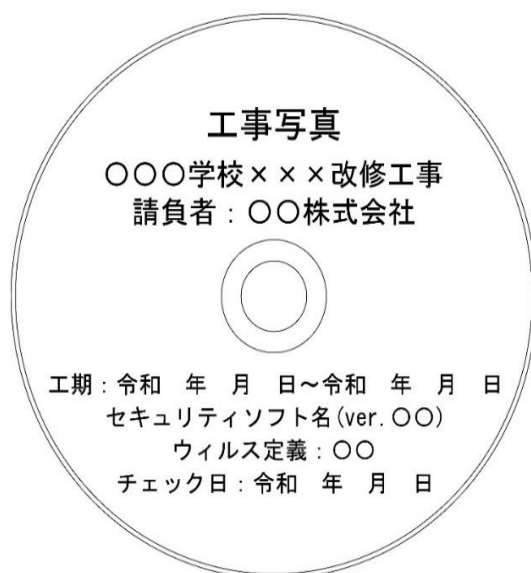 工事写真
〇〇〇学校×××改修工事
請負者：〇〇株式会社
工期：令和　年　月　日～令和　年　月　日
セキュリティソフト名(ver.〇〇)
ウィルス定義：〇〇
チェック日：令和　年　月　日